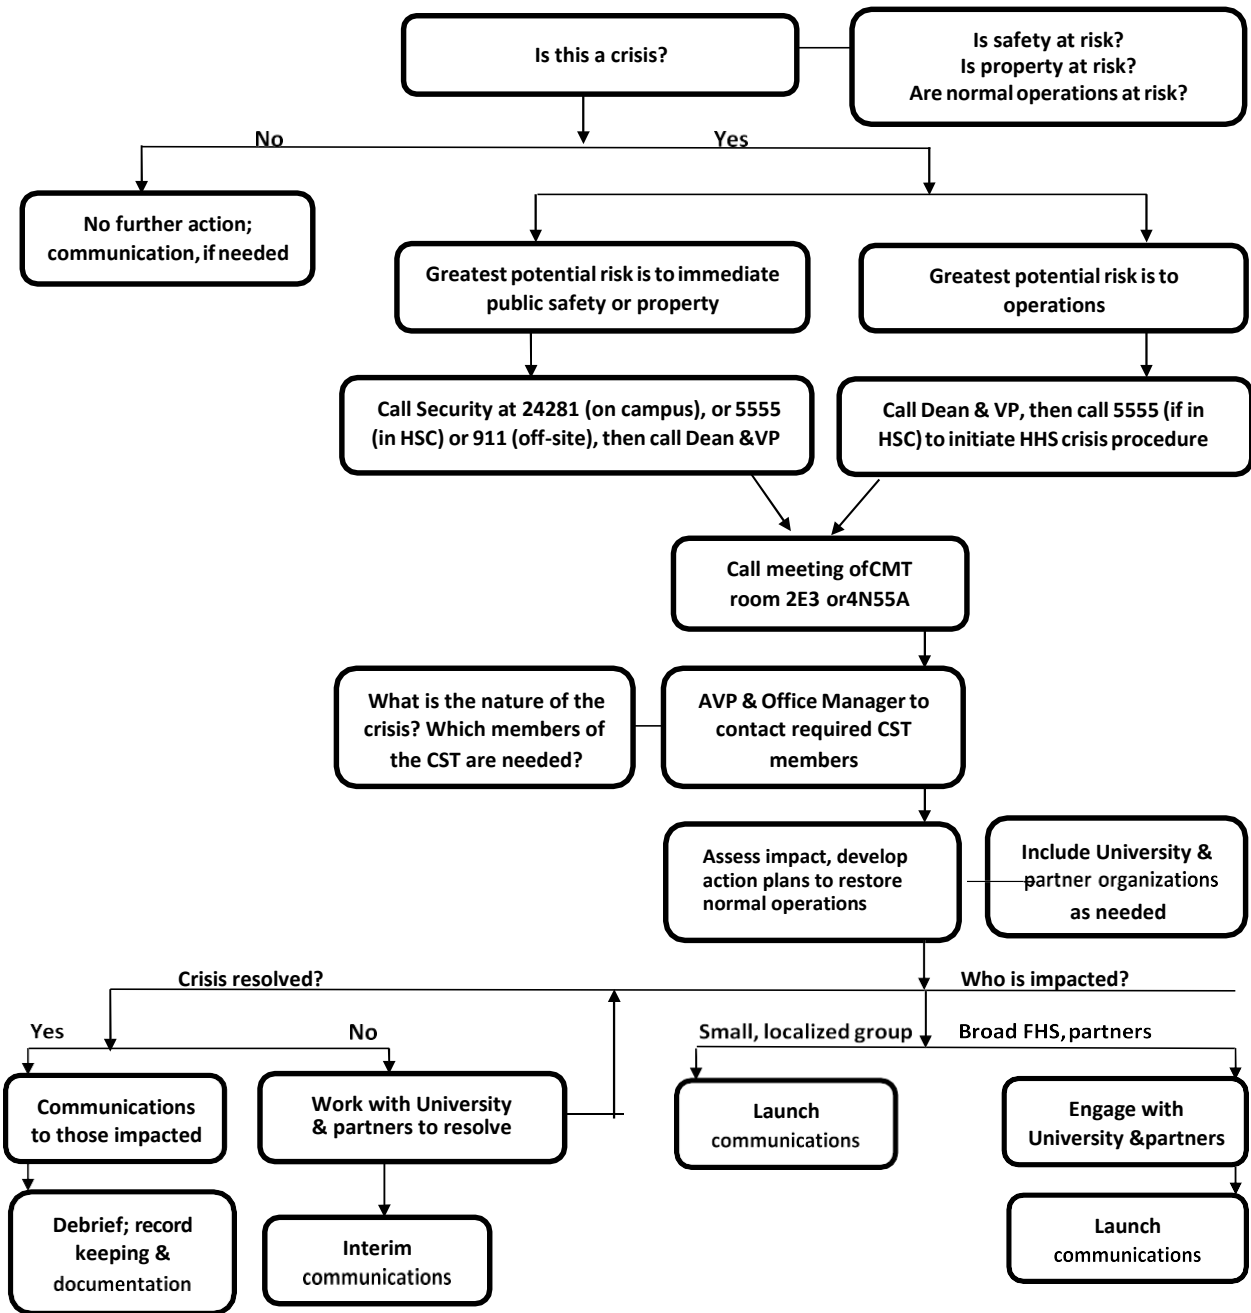 Is this a crisis?
Is safety at risk?
Is property at risk?
Are normal operations at risk?
No
Yes
No further action;
communication, if needed
Greatest potential risk is to immediate
public safety or property
Greatest potential risk is to
operations
Call Security at 24281 (on campus), or 5555
(in HSC) or 911 (off-site), then call Dean &VP
Call Dean & VP, then call 5555 (if in
HSC) to initiate HHS crisis procedure
Call meeting ofCMT
room 2E3 or4N55A
What is the nature of the
crisis? Which members of
the CST are needed?
AVP & Office Manager to
contact required CST
members
Assess impact, develop
action plans to restore
normal operations
Include University &
partner organizations
as needed
Crisis resolved?
Who is impacted?
Yes
No
Small, localized group
Broad FHS, partners
Communications
to those impacted
Work with University
& partners to resolve
Launch
communications
Engage with
University &partners
Debrief; record
keeping &
documentation
Interim
communications
Launch
communications